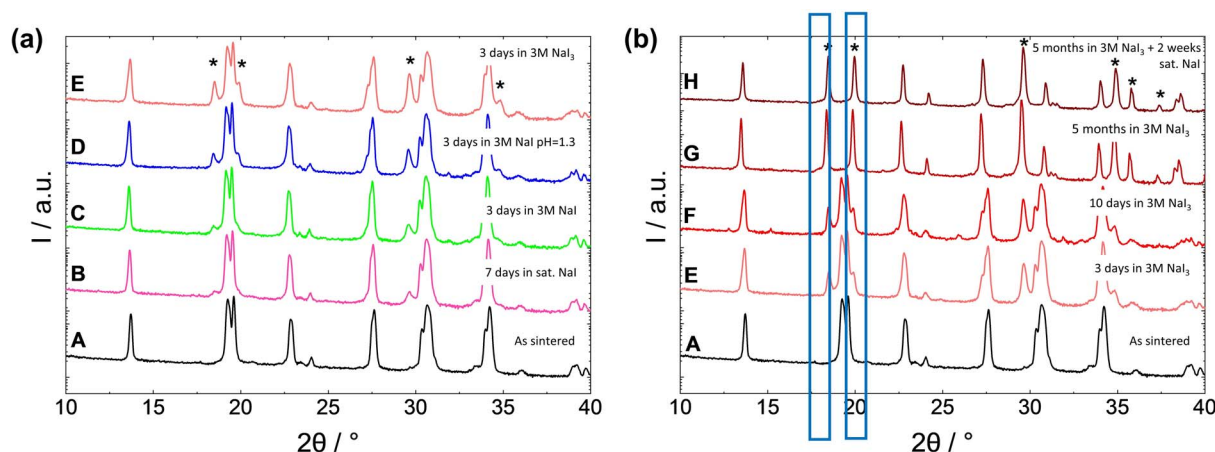 (a)
I / a.u.
E
3 days in 3M NaI₃
*
*
*
*
D
3 days in 3M NaI pH=1.3
C
3 days in 3M NaI
B
7 days in sat. NaI
A
As sintered
10 15 20 25 30 35 40
2θ / °
(b)
I / a.u.
H
*
*
*
5 months in 3M NaI₃ + 2 weeks
sat. NaI
*
*
*
G
5 months in 3M NaI₃
F
10 days in 3M NaI₃
E
3 days in 3M NaI₃
A
As sintered
10 15 20 25 30 35 40
2θ / °